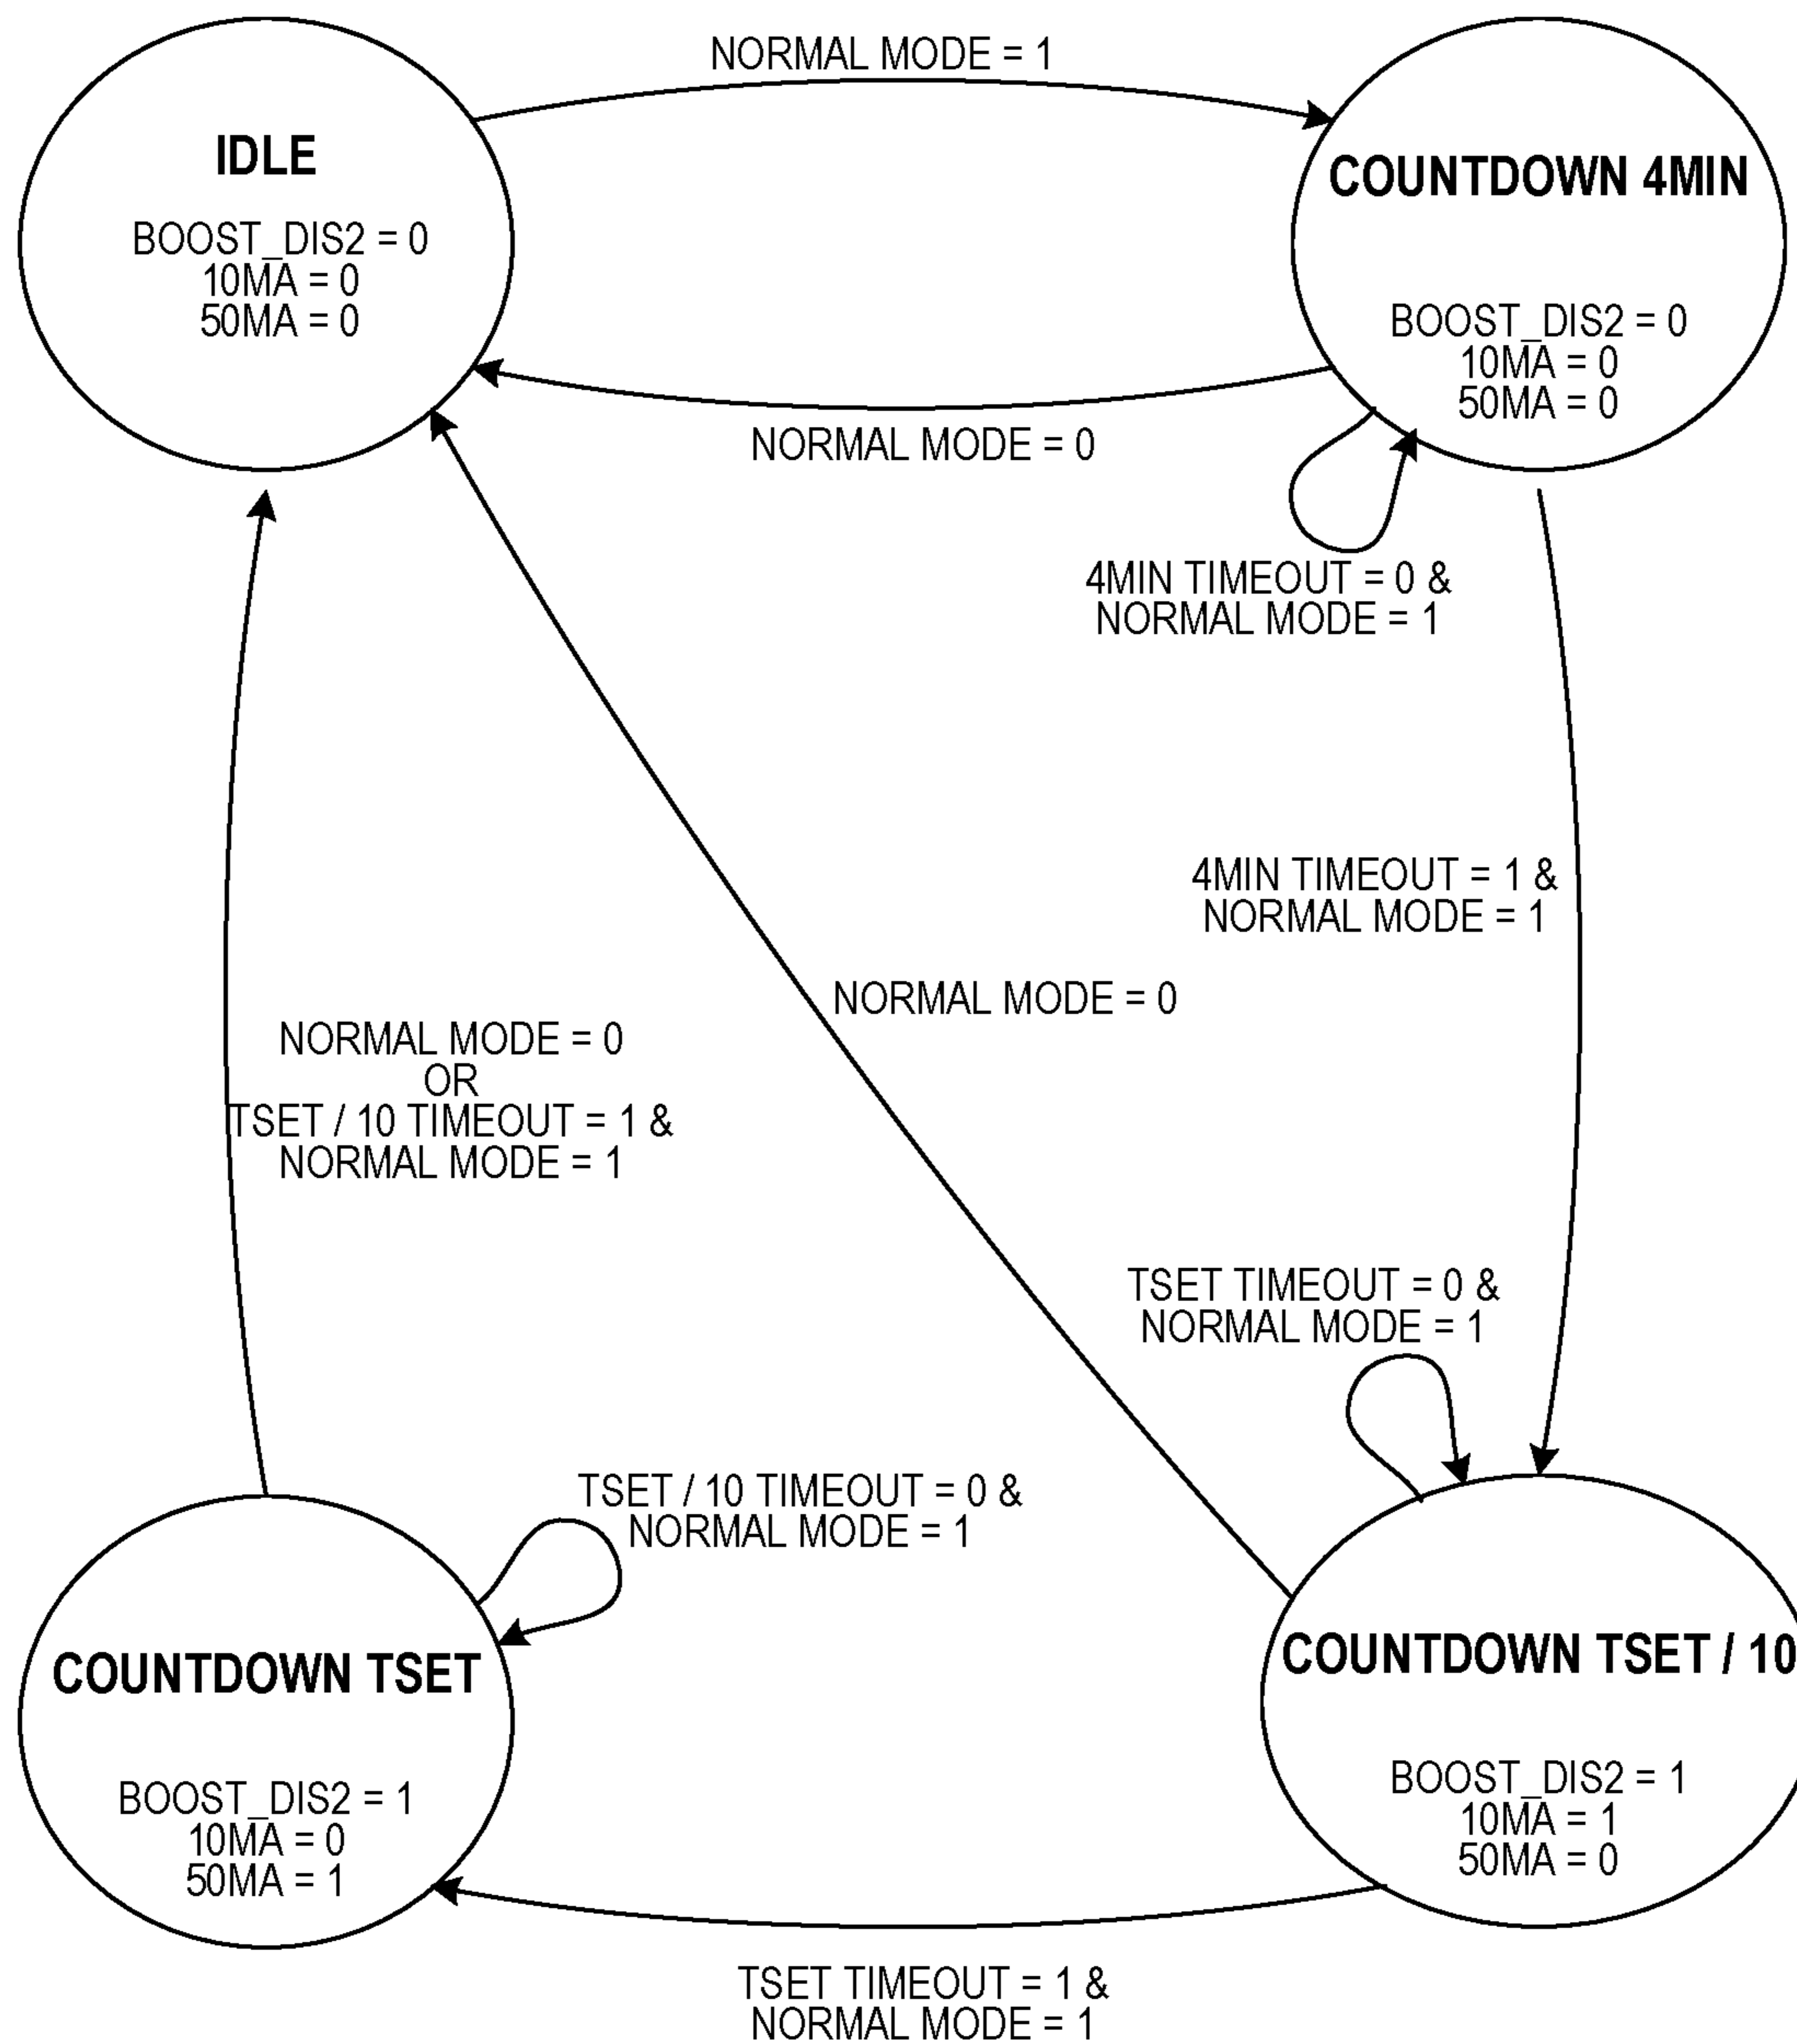 NORMAL MODE = 1
IDLE
BOOST_DIS2 = 0
10MA = 0
50MA = 0
COUNTDOWN 4MIN
BOOST_DIS2 = 0
10MA = 0
50MA = 0
NORMAL MODE = 0
4MIN TIMEOUT = 0 &
NORMAL MODE = 1
4MIN TIMEOUT = 1 &
NORMAL MODE = 1
NORMAL MODE = 0
NORMAL MODE = 0
OR
TSET / 10 TIMEOUT = 1 &
NORMAL MODE = 1
TSET TIMEOUT = 0 &
NORMAL MODE = 1
TSET / 10 TIMEOUT = 0 &
NORMAL MODE = 1
COUNTDOWN TSET
BOOST_DIS2 = 1
10MA = 0
50MA = 1
COUNTDOWN TSET / 10
BOOST_DIS2 = 1
10MA = 1
50MA = 0
TSET TIMEOUT = 1 &
NORMAL MODE = 1